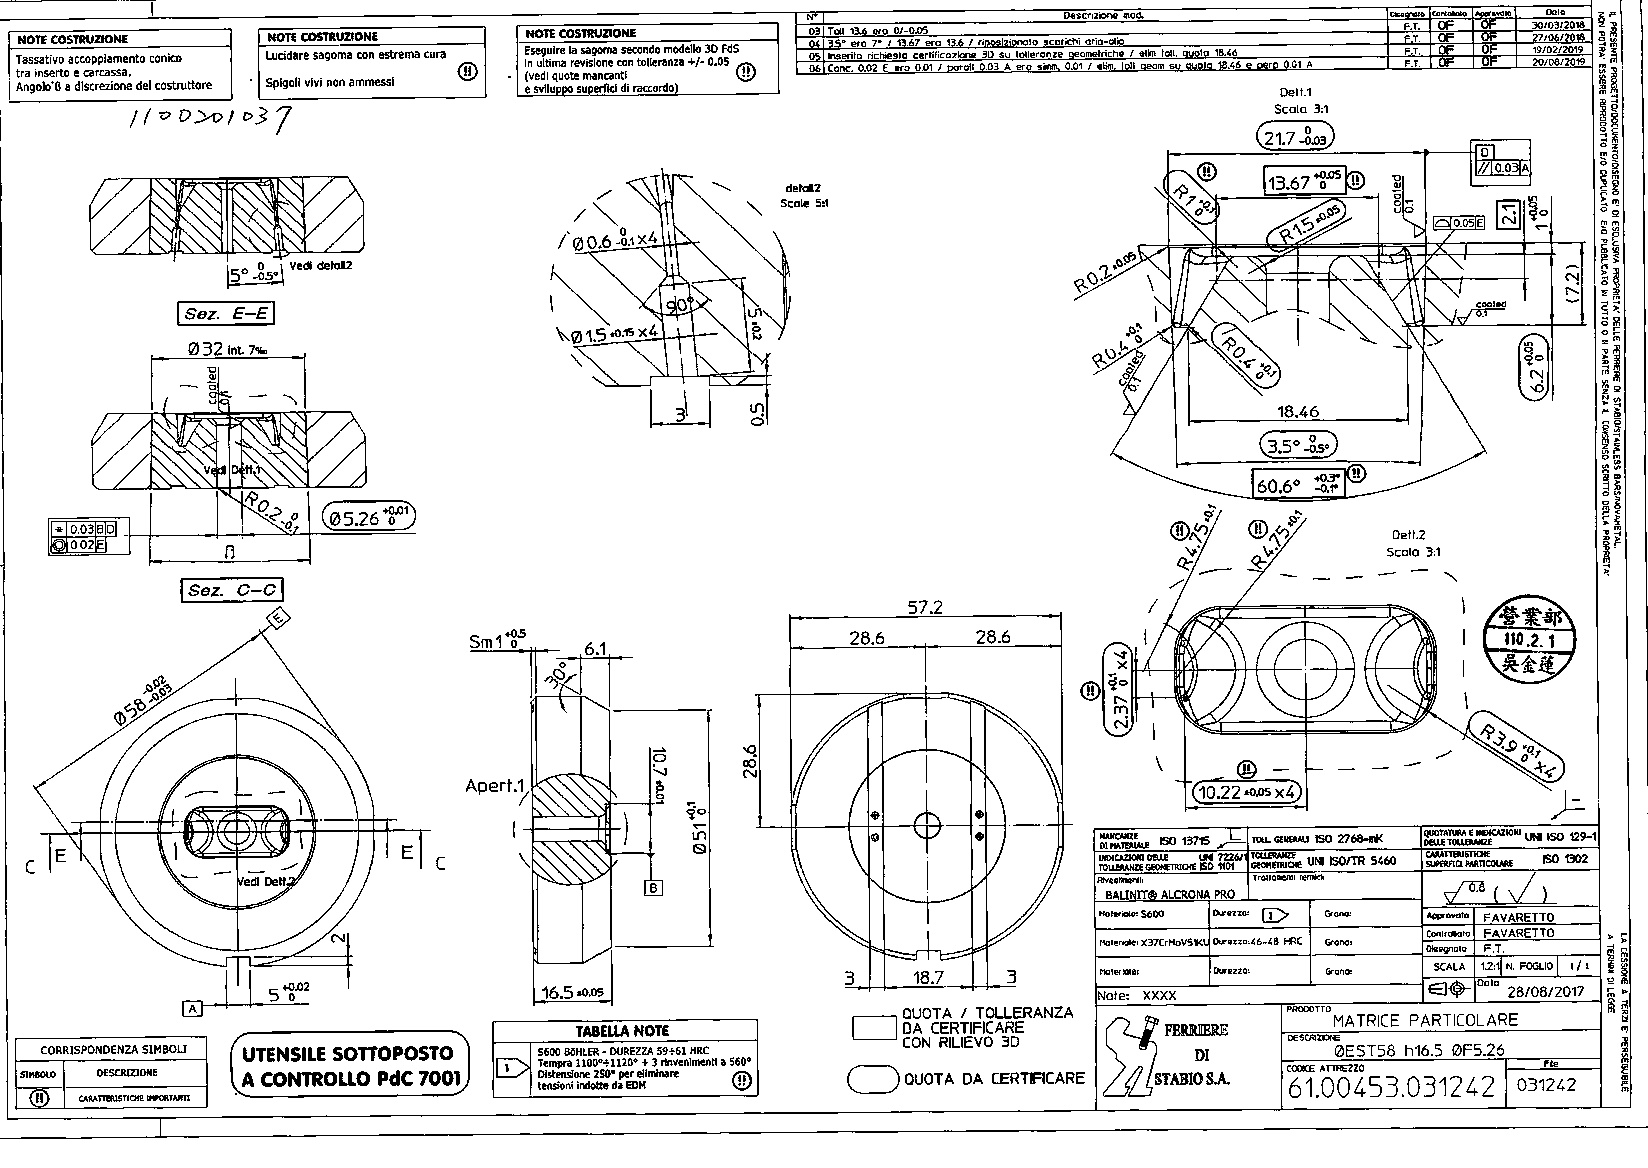 NOTE COSTRUZIONE
Tassativo accoppiamento conico
tra inserto e carcassa,
Angolo°ß a discrezione del costruttore
NOTE COSTRUZIONE
Lucidare sagoma con estrema cura
!!
Spigoli vivi non ammessi
NOTE COSTRUZIONE
Eseguire la sagoma secondo modello 3D FdS
in ultima revisione con tolleranza +/- 0.05
(vedi quote mancanti
e sviluppo superfici di raccordo)
!!
N° Descrizione mod. Disegnato Controllato Approvato Data
03 Toll 13.6 era 0/-0.05 F.T. OF OF 30/03/2018
04 3.5° era 7° / 13.67 era 13.6 / riposizionato scarichi aria-olio F.T. OF OF 27/06/2018
05 Inserito richiesta certificazione 3D su tolleranze geometriche / elim toll. quota 18.46 F.T. OF OF 19/02/2019
06 Conc. 0.02 E era 0.01 / parall 0.03 A era simm. 0.01 / elim. toll geom su quota 18.46 e para 0.01 A F.T. OF OF 20/08/2019
1100201037
5° 0 -0.5°
Vedi detail2
Sez. E-E
detail2
Scale 5:1
Ø0.6 0 -0.1 x4
90°
Ø1.5 ±0.15 x4
5 ±0.2
3
0.5
Dett.1
Scala 3:1
21.7 0 -0.03
// 0.03 A
!!
13.67 +0.05 0
!!
R1 +0.1 0
R1.5 ±0.05
coated
0.1
0.05 E
2.1
1 +0.05 0
R0.2 ±0.05
(7.2)
coated
0.1
R0.4 +0.1 0
R0.4 +0.1 0
coated
0.1
6.2 +0.05 0
18.46
3.5° 0 -0.5°
60.6° +0.3° -0.1°
!!
Ø32 int. 7‰
coated
0.1
Vedi Dett.1
R0.2 0 -0.1
Ø5.26 +0.01 0
0.03 B D
0.02 E
D
Sez. C-C
E
Ø58 -0.02 -0.03
C
E
E
C
Vedi Dett.2
2
5 +0.02 0
A
Sm 1 +0.5 0
6.1
30°
Apert.1
10.7 ±0.01
Ø51 +0.1 0
B
16.5 ±0.05
57.2
28.6
28.6
28.6
3
18.7
3
!!
R4.75 +0.1
!!
R4.75 +0.1
Dett.2
Scala 3:1
!!
2.37 +0.1 0 x4
!!
10.22 ±0.05 x4
R3.9 +0.1 0 x4
營業部
110.2.1
吳金蓮
CORRISPONDENZA SIMBOLI
SIMBOLO DESCRIZIONE
!! CARATTERISTICHE IMPORTANTI
UTENSILE SOTTOPOSTO
A CONTROLLO PdC 7001
TABELLA NOTE
1
S600 BöHLER - DUREZZA 59÷61 HRC
Tempra 1100°÷1120° + 3 rinvenimenti a 560°
Distensione 250° per eliminare
tensioni indotte da EDM
!!
QUOTA / TOLLERANZA
DA CERTIFICARE
CON RILIEVO 3D
QUOTA DA CERTIFICARE
MANCANZE
DI MATERIALE ISO 13715
TOLL. GENERALI ISO 2768-mK
QUOTATURA E INDICAZIONI
DELLE TOLLERANZE UNI ISO 129-1
INDICAZIONI DELLE UNI 7226/1
TOLLERANZE GEOMETRICHE ISO 1101
TOLLERANZE
GEOMETRICHE UNI ISO/TR 5460
CARATTERISTICHE
SUPERFICI PARTICOLARE ISO 1302
Rivestimenti
BALINIT® ALCRONA PRO
Trattamenti termici
0.8
Materiale: S600 Durezza: 1 Grana:
Materiale: X37CrMoV51KU Durezza: 46-48 HRC Grana:
Materiale: Durezza: Grana:
Approvato FAVARETTO
Controllato FAVARETTO
Disegnato F.T.
SCALA 1.2:1 N. FOGLIO 1/1
Data
28/08/2017
Note: XXXX
FERRIERE
DI
STABIO S.A.
PRODOTTO
MATRICE PARTICOLARE
DESCRIZIONE
ØEST58 h16.5 ØF5.26
CODICE ATTREZZO
61.00453.031242
File
031242
IL PRESENTE PROGETTO/DOCUMENTO/DISEGNO E' DI ESCLUSIVA PROPRIETA' DELLE FERRIERE DI STABIO/STAINLESS BARS/NOVAMETAL
NON POTRA' ESSERE RIPRODOTTO E/O DUPLICATO E/O PUBBLICATO IN TUTTO O IN PARTE SENZA IL CONSENSO SCRITTO DELLA PROPRIETA'
LA CESSIONE A TERZI E' PERSEGUIBILE
A TERMINI DI LEGGE